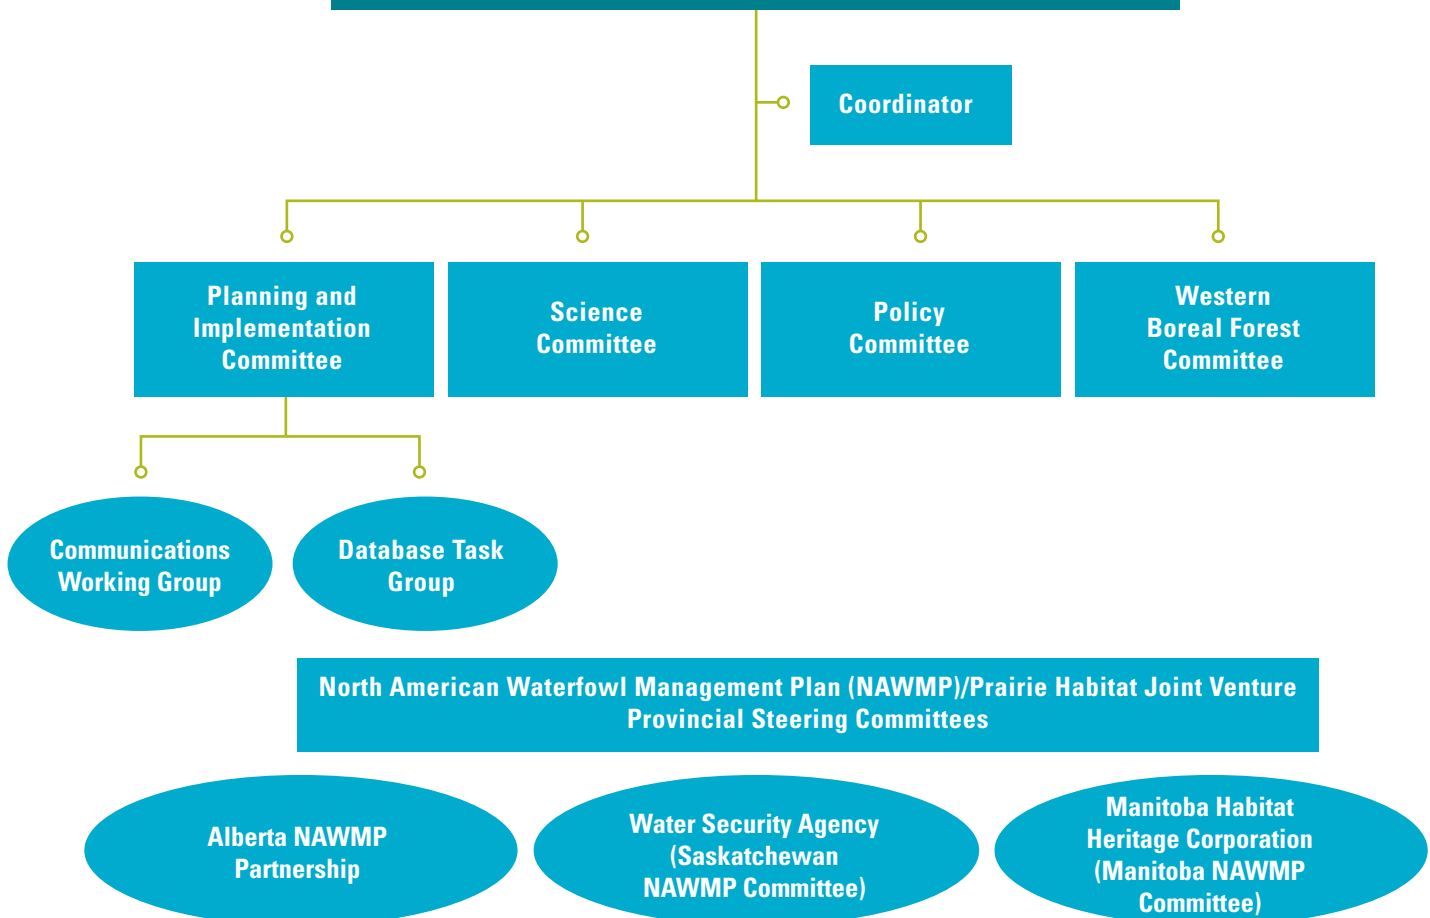 Coordinator
Planning and
Implementation
Committee
Science
Committee
Policy
Committee
Western
Boreal Forest
Committee
Communications
Working Group
Database Task
Group
North American Waterfowl Management Plan (NAWMP)/Prairie Habitat Joint Venture
Provincial Steering Committees
Alberta NAWMP
Partnership
Water Security Agency
(Saskatchewan
NAWMP Committee)
Manitoba Habitat
Heritage Corporation
(Manitoba NAWMP
Committee)